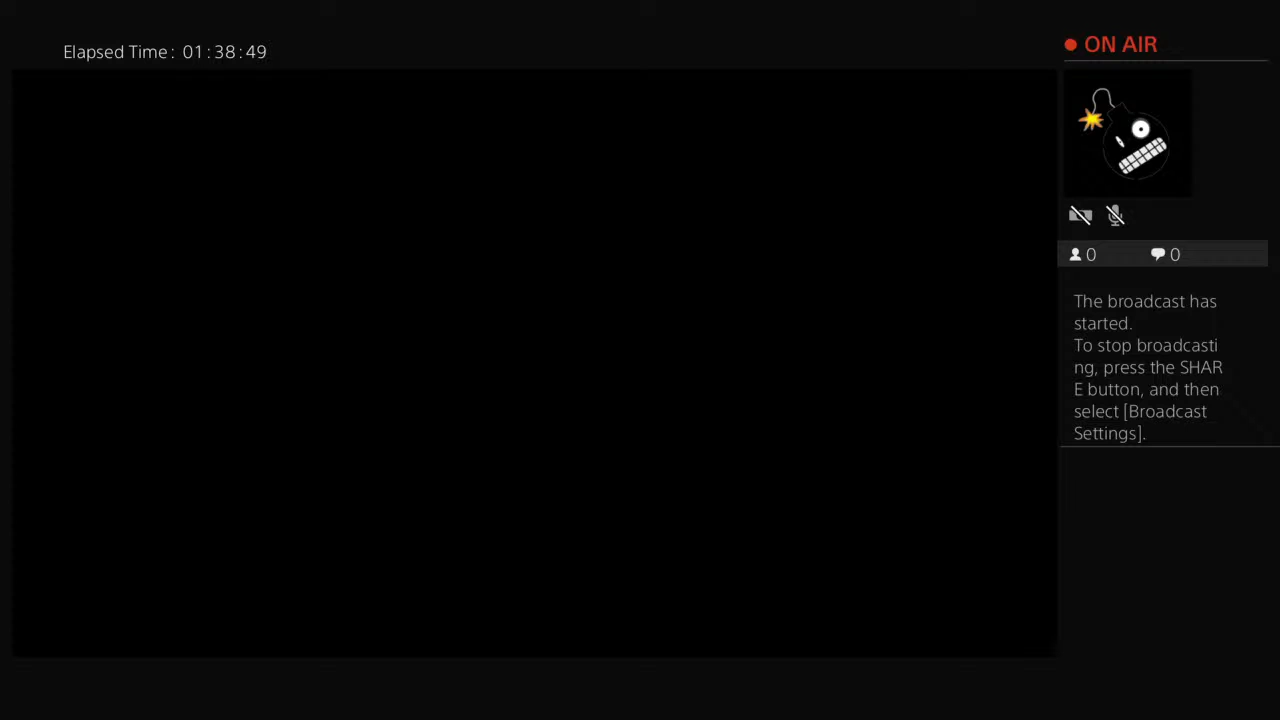 Elapsed Time: 01:38:49
ON AIR
0 0
The broadcast has
started.
To stop broadcasti
ng, press the SHAR
E button, and then
select [Broadcast
Settings].